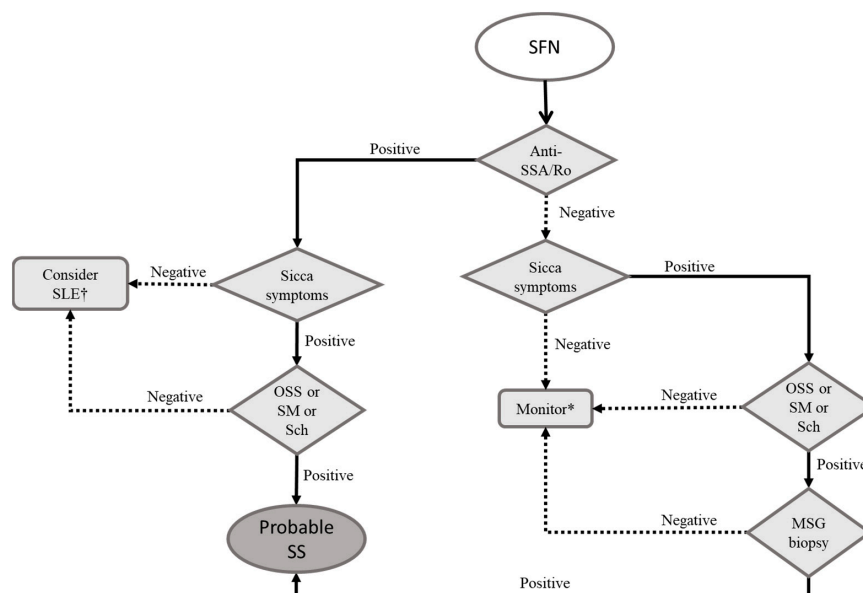 SFN
Positive
Anti-
SSA/Ro
Negative
Consider
SLE†
Negative
Sicca
symptoms
Sicca
symptoms
Positive
Positive
Negative
Negative
OSS or
SM or
Sch
Monitor*
Negative
OSS or
SM or
Sch
Positive
Positive
Probable
SS
Negative
MSG
biopsy
Positive